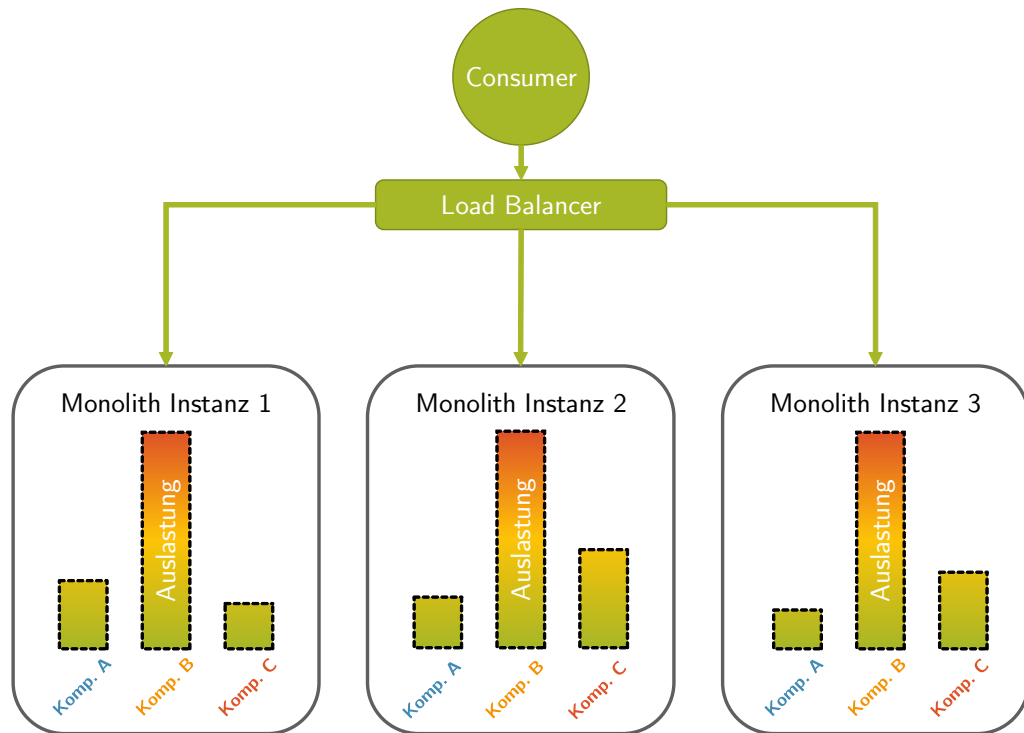 Consumer
Load Balancer
Monolith Instanz 1
Auslastung
Komp. A
Komp. B
Komp. C
Monolith Instanz 2
Auslastung
Komp. A
Komp. B
Komp. C
Monolith Instanz 3
Auslastung
Komp. A
Komp. B
Komp. C